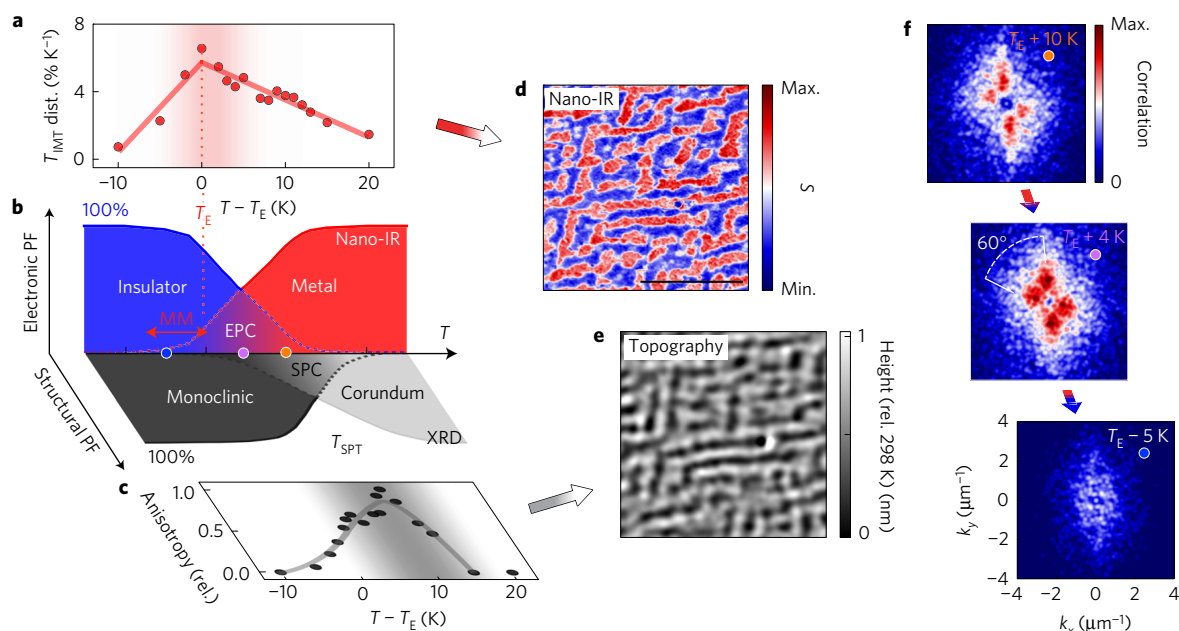 a
8
4
0
T_IMT dist. (% K⁻¹)
−10
0
10
20
T − T_E (K)
b
100%
T_E
Nano-IR
Insulator
Metal
MM
EPC
T
SPC
Monoclinic
Corundum
XRD
T_SPT
100%
Electronic PF
Structural PF
c
1.0
0.5
0.0
Anisotropy (rel.)
−10
0
10
20
T − T_E (K)
d
Nano-IR
Max.
S
Min.
e
Topography
1
0
Height (rel. 298 K) (nm)
f
T_E + 10 K
Max.
Correlation
0
T_E + 4 K
60°
T_E − 5 K
4
2
0
−2
−4
k_y (μm⁻¹)
−4
−2
0
2
4
k_x (μm⁻¹)